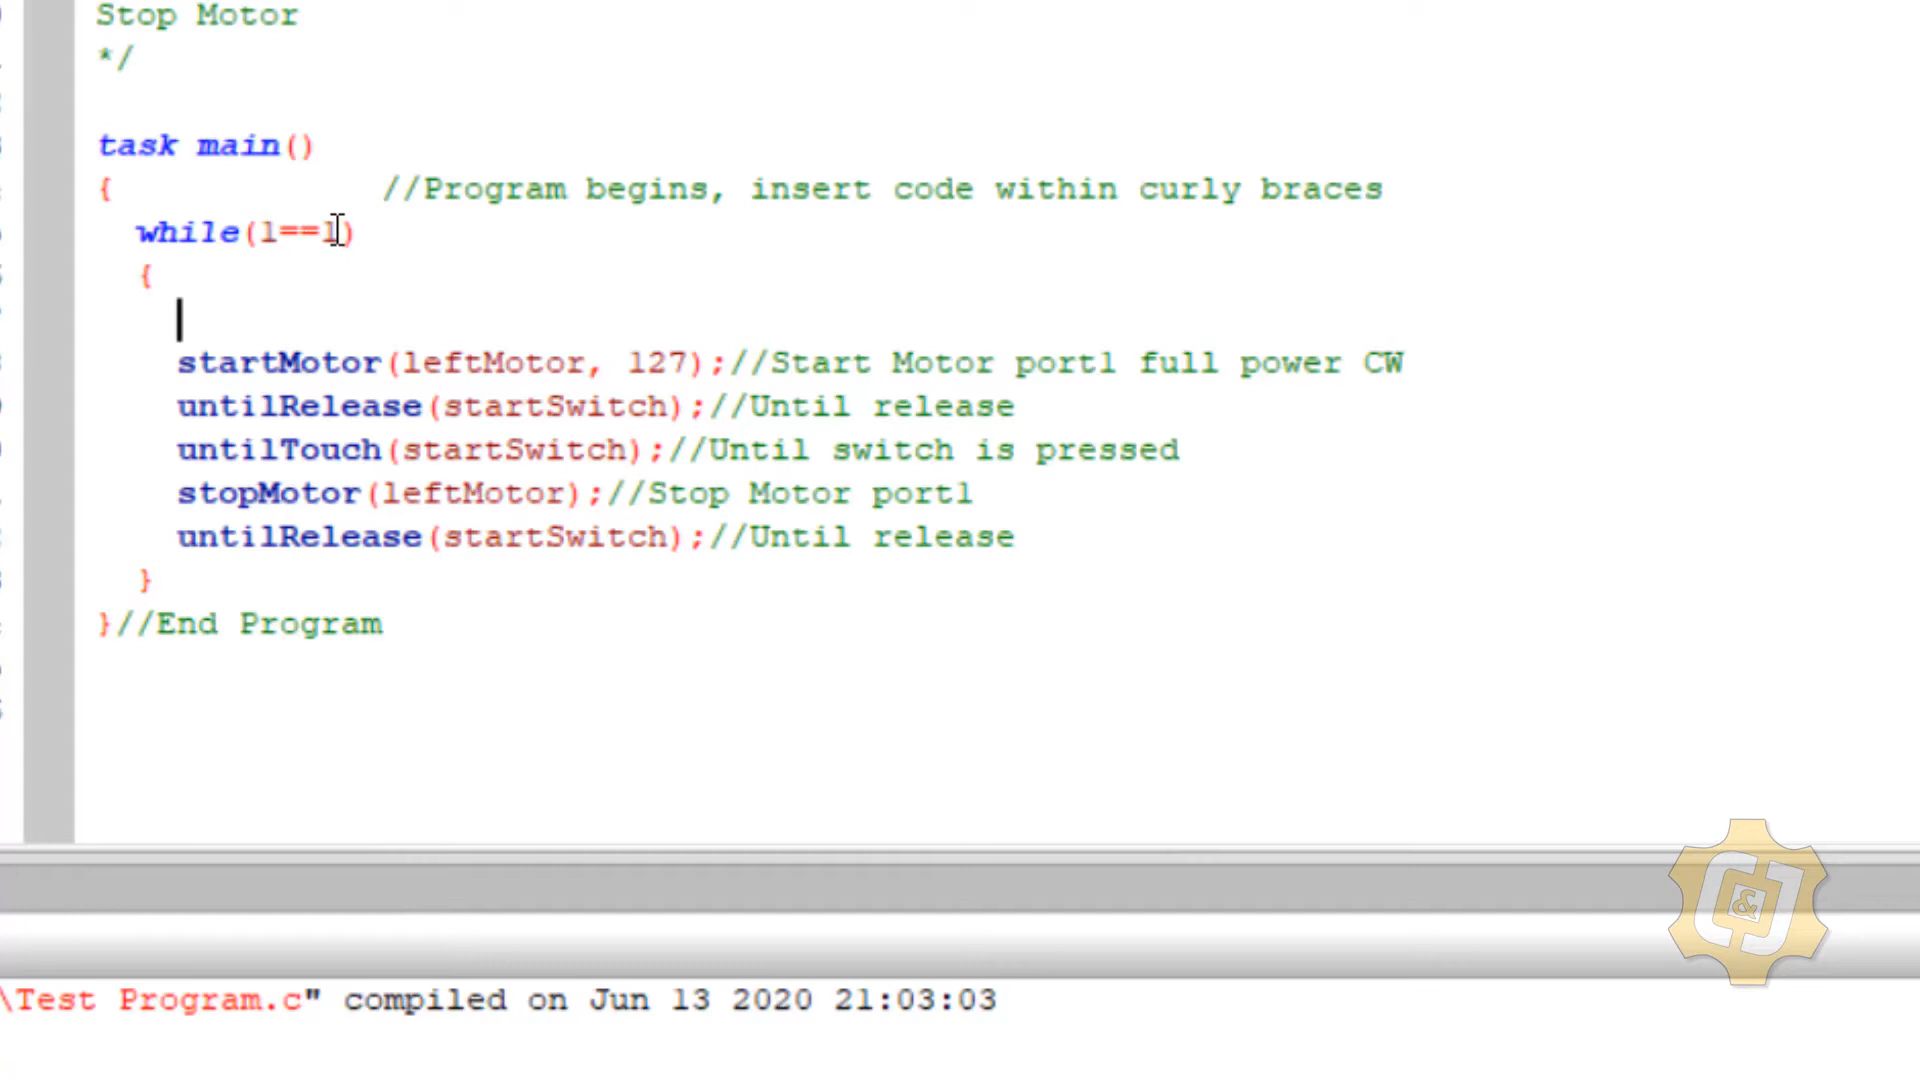 Stop Motor
*/
task main()
{ //Program begins, insert code within curly braces
while(1==1)
{
startMotor(leftMotor, 127);//Start Motor port1 full power CW
untilRelease(startSwitch);//Until release
untilTouch(startSwitch);//Until switch is pressed
stopMotor(leftMotor);//Stop Motor port1
untilRelease(startSwitch);//Until release
}
}//End Program
&
\Test Program.c" compiled on Jun 13 2020 21:03:03